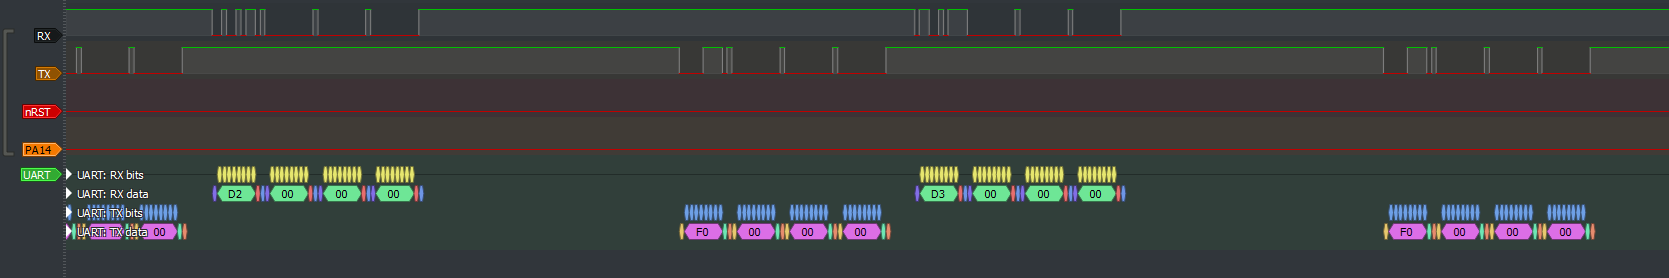 RX
TX
nRST
PA14
UART UART: RX bits
UART: RX data D2 00 00 00 D3 00 00 00
UART: TX bits
UART: TX data 00 F0 00 00 00 F0 00 00 00